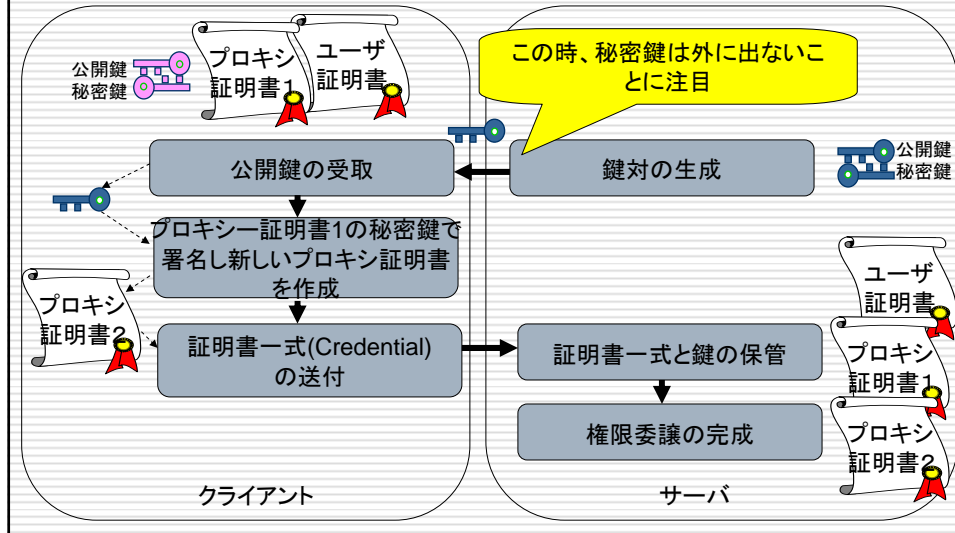 公開鍵
秘密鍵
プロキシ
証明書1
ユーザ
証明書
この時、秘密鍵は外に出ないこ
とに注目
公開鍵の受取
鍵対の生成
公開鍵
秘密鍵
プロキシー証明書1の秘密鍵で
署名し新しいプロキシ証明書
を作成
プロキシ
証明書2
証明書一式(Credential)
の送付
証明書一式と鍵の保管
権限委譲の完成
ユーザ
証明書
プロキシ
証明書1
プロキシ
証明書2
クライアント
サーバ